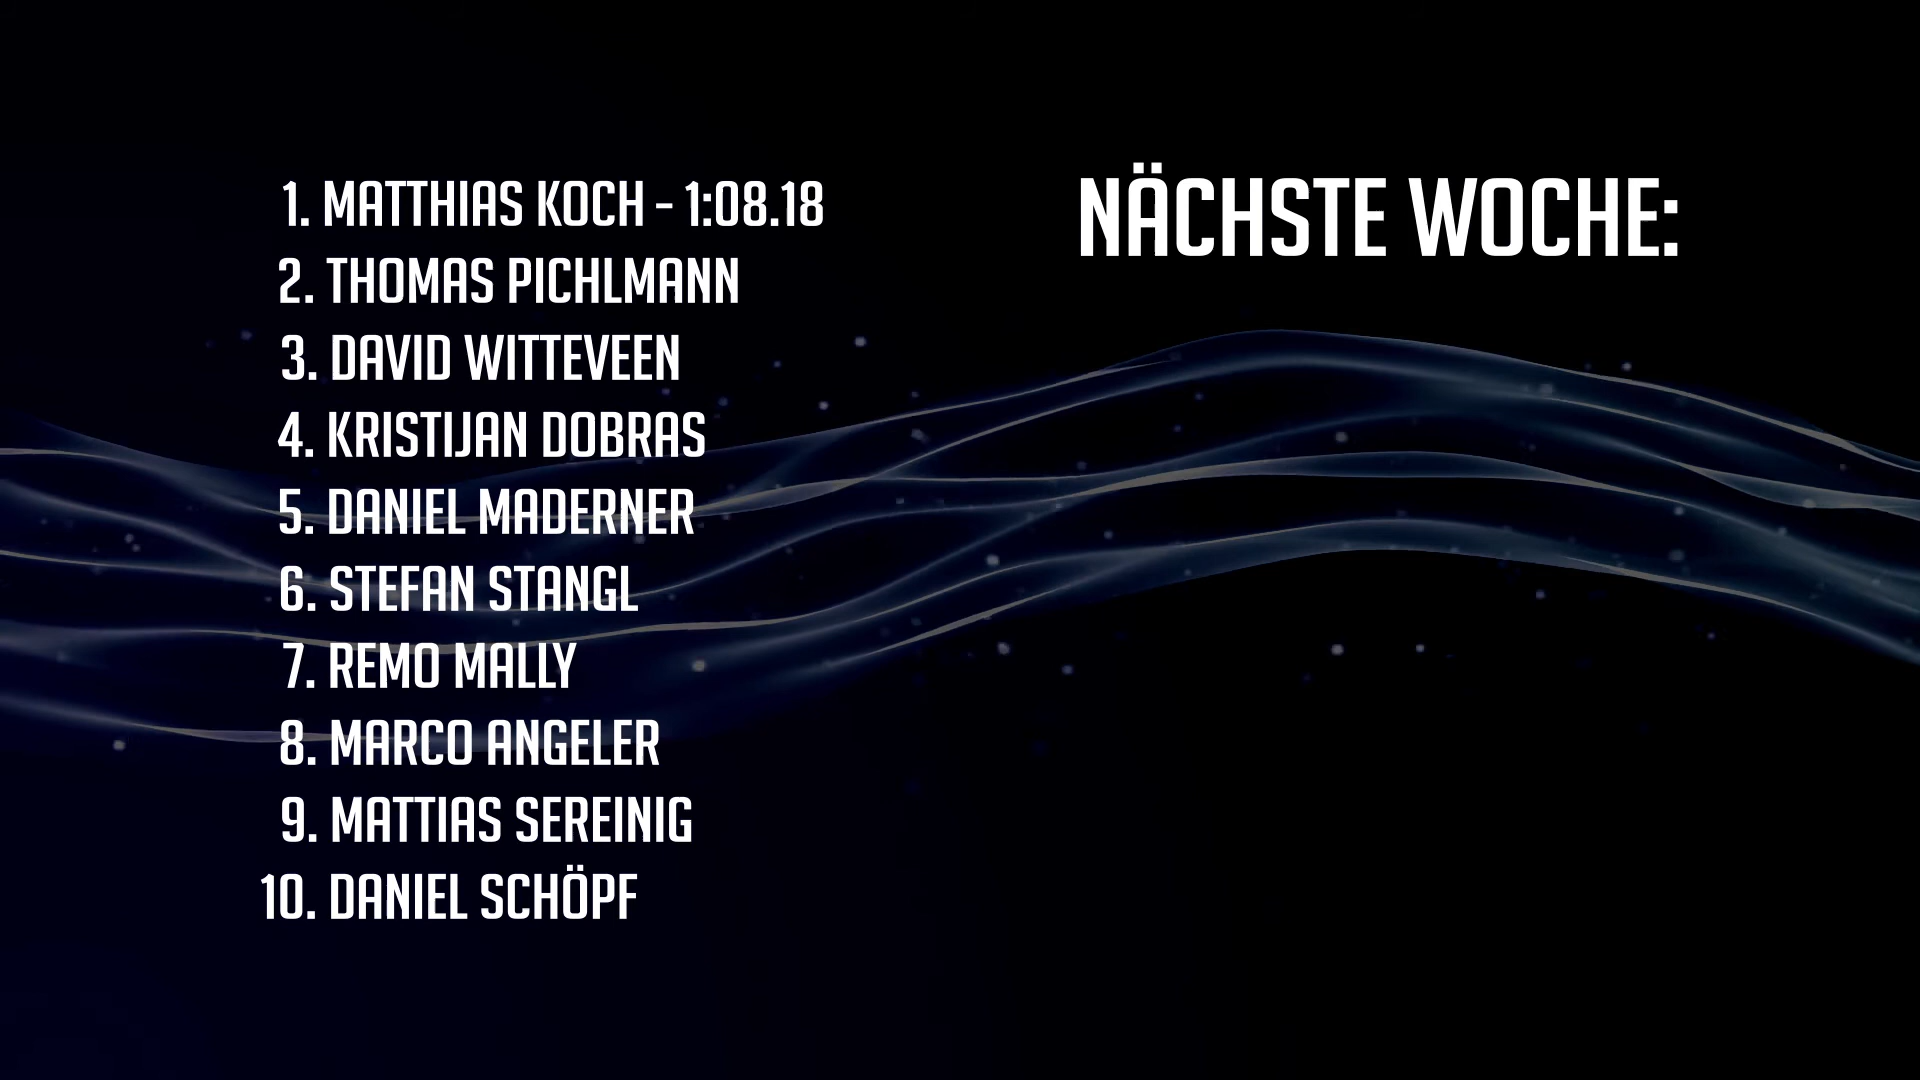 1. MATTHIAS KOCH - 1:08.18
2. THOMAS PICHLMANN
3. DAVID WITTEVEEN
4. KRISTIJAN DOBRAS
5. DANIEL MADERNER
6. STEFAN STANGL
7. REMO MALLY
8. MARCO ANGELER
9. MATTIAS SEREINIG
10. DANIEL SCHÖPF
NÄCHSTE WOCHE: